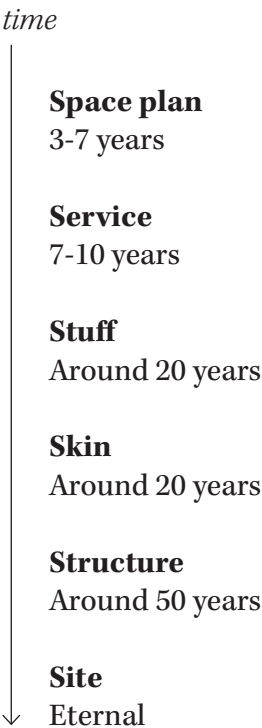 time
Space plan
3-7 years
Service
7-10 years
Stuff
Around 20 years
Skin
Around 20 years
Structure
Around 50 years
Site
Eternal